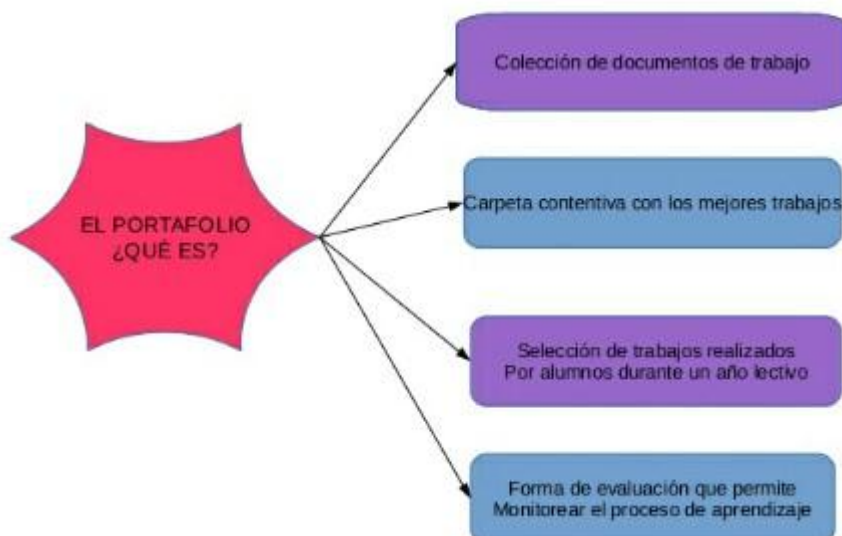 EL PORTAFOLIO
¿QUÈ ES?
Colección de documentos de trabajo
Carpeta contentiva con los mejores trabajos
Selección de trabajos realizados
Por alumnos durante un año lectivo
Forma de evaluación que permite
Monitorear el proceso de aprendizaje